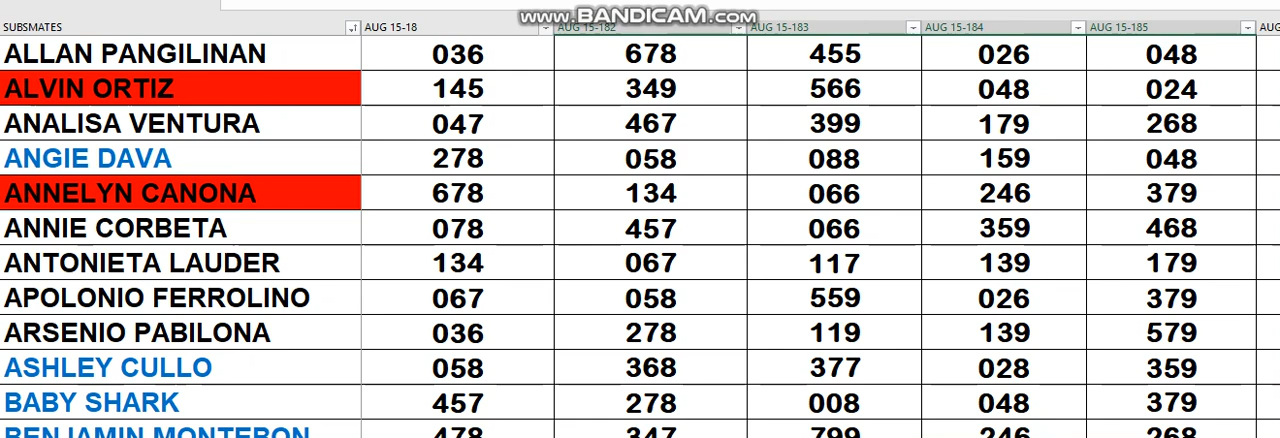 www.BANDICAM.com
SUBSMATES AUG 15-18 AUG 15-182 AUG 15-183 AUG 15-184 AUG 15-185 AUG
ALLAN PANGILINAN 036 678 455 026 048
ALVIN ORTIZ 145 349 566 048 024
ANALISA VENTURA 047 467 399 179 268
ANGIE DAVA 278 058 088 159 048
ANNELYN CANONA 678 134 066 246 379
ANNIE CORBETA 078 457 066 359 468
ANTONIETA LAUDER 134 067 117 139 179
APOLONIO FERROLINO 067 058 559 026 379
ARSENIO PABILONA 036 278 119 139 579
ASHLEY CULLO 058 368 377 028 359
BABY SHARK 457 278 008 048 379
BENJAMIN MONTERON 478 347 799 246 268